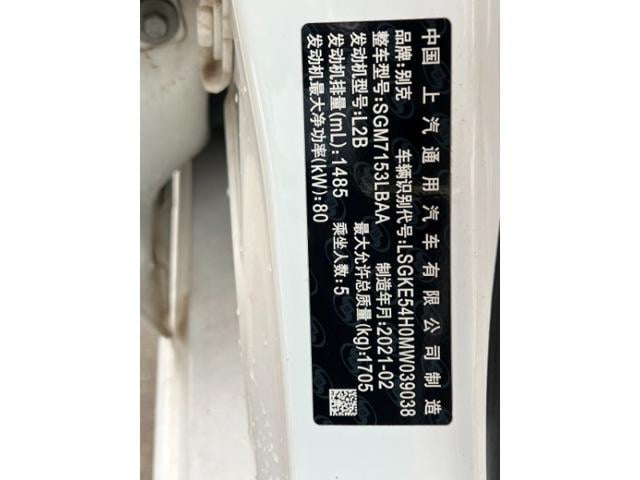 中国 上汽通用汽车有限公司制造
品牌:别克 车辆识别代号:LSGKE54H0MW039038
整车型号:SGM7153LBAA 制造年月:2021-02
发动机型号:L2B 最大允许总质量(kg):1705
发动机排量(mL):1485 乘坐人数:5
发动机最大净功率(kW):80